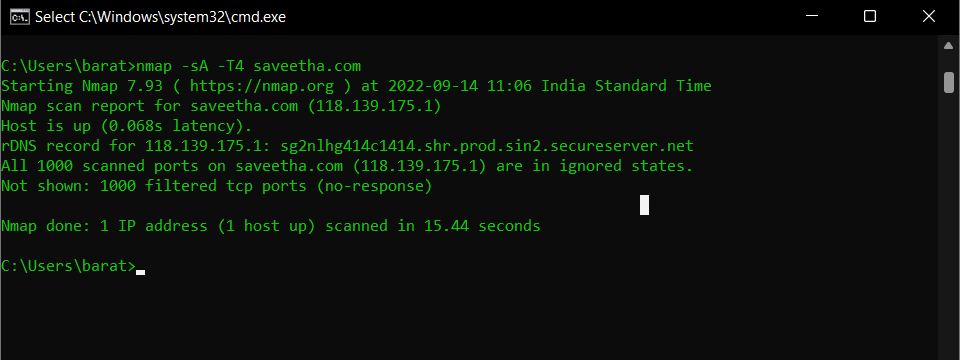 Select C:\Windows\system32\cmd.exe
C:\Users\barat>nmap -sA -T4 saveetha.com
Starting Nmap 7.93 ( https://nmap.org ) at 2022-09-14 11:06 India Standard Time
Nmap scan report for saveetha.com (118.139.175.1)
Host is up (0.068s latency).
rDNS record for 118.139.175.1: sg2nlhg414c1414.shr.prod.sin2.secureserver.net
All 1000 scanned ports on saveetha.com (118.139.175.1) are in ignored states.
Not shown: 1000 filtered tcp ports (no-response)
Nmap done: 1 IP address (1 host up) scanned in 15.44 seconds
C:\Users\barat>